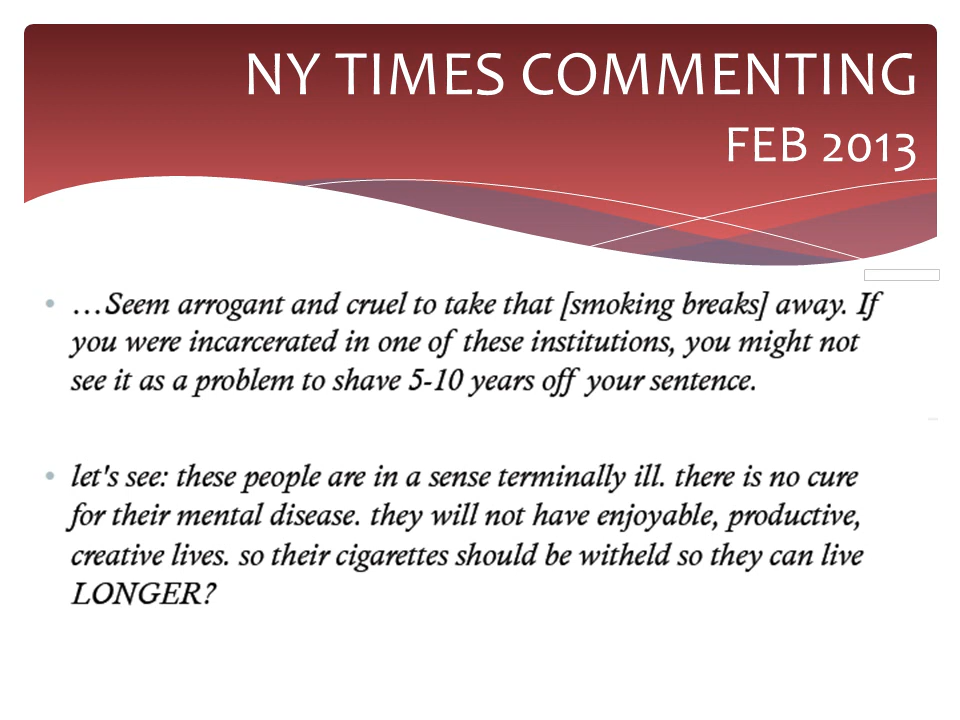 NY TIMES COMMENTING
FEB 2013
• …Seem arrogant and cruel to take that [smoking breaks] away. If
you were incarcerated in one of these institutions, you might not
see it as a problem to shave 5-10 years off your sentence.
• let's see: these people are in a sense terminally ill. there is no cure
for their mental disease. they will not have enjoyable, productive,
creative lives. so their cigarettes should be witheld so they can live
LONGER?